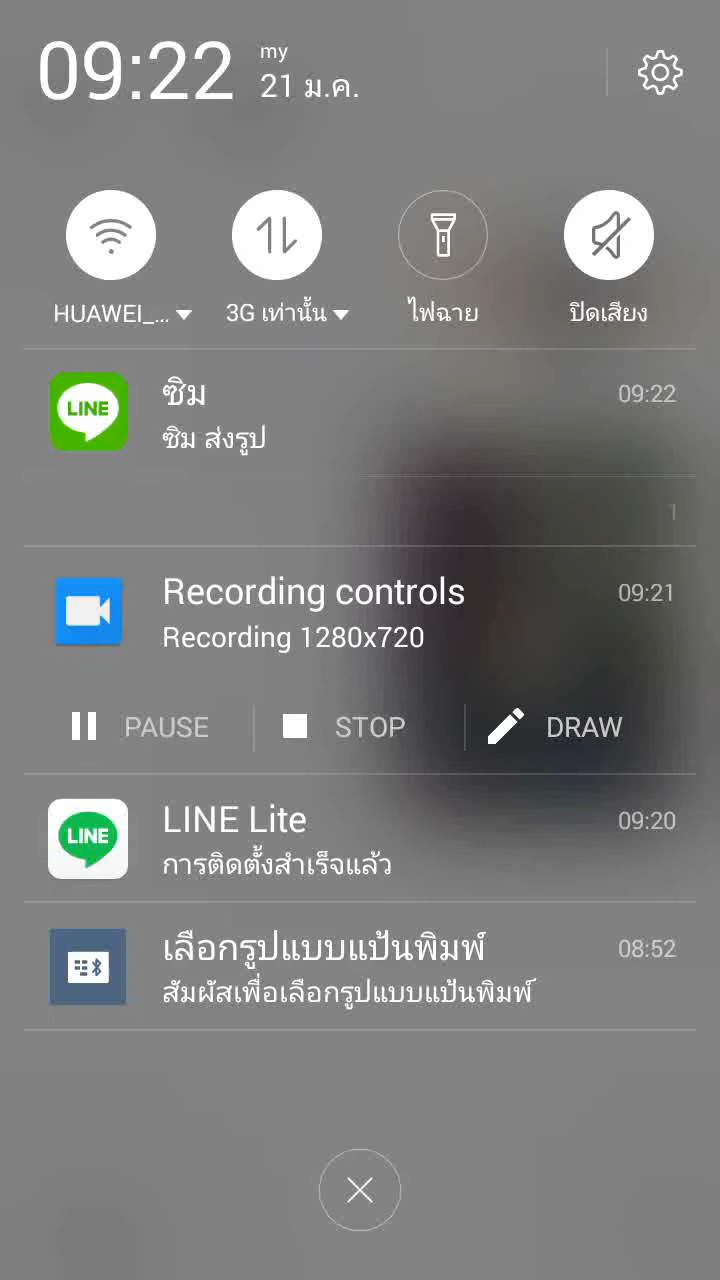 09:22
my
21 ม.ค.
HUAWEI_...
3G เท่านั้น
ไฟฉาย
ปิดเสียง
LINE
ซิม
09:22
ซิม ส่งรูป
1
Recording controls
09:21
Recording 1280x720
PAUSE
STOP
DRAW
LINE
LINE Lite
09:20
การติดตั้งสำเร็จแล้ว
เลือกรูปแบบแป้นพิมพ์
08:52
สัมผัสเพื่อเลือกรูปแบบแป้นพิมพ์